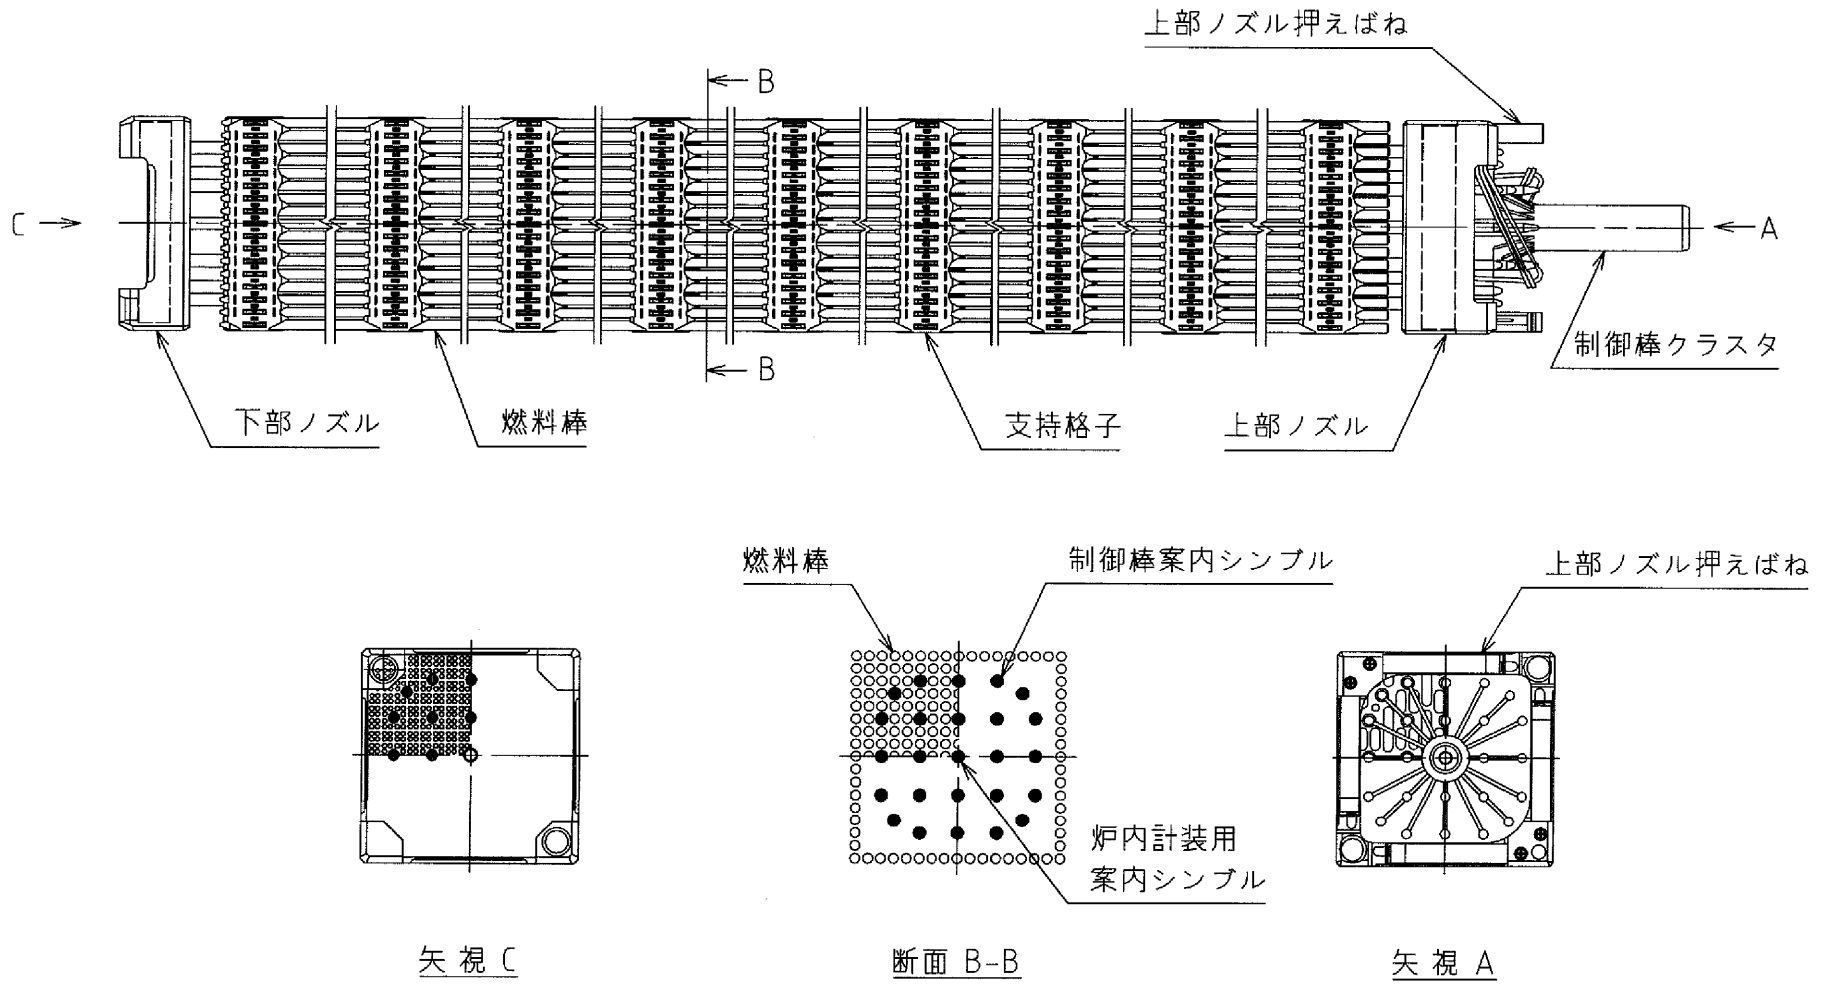 上部ノズル押えばね
B
C
A
B
制御棒クラスタ
下部ノズル
燃料棒
支持格子
上部ノズル
燃料棒
制御棒案内シンブル
上部ノズル押えばね
炉内計装用
案内シンブル
矢視 C
断面 B-B
矢視 A